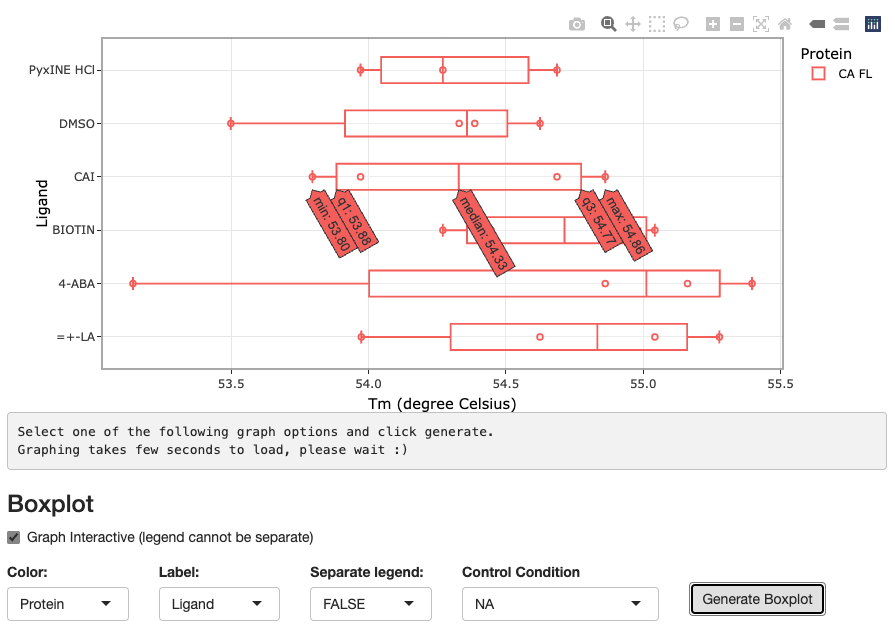 Protein
CA FL
PyxINE HCl
DMSO
CAI
BIOTIN
4-ABA
=+-LA
Ligand
min: 53.80
q1: 53.88
median: 54.33
q3: 54.77
max: 54.86
53.5
54.0
54.5
55.0
55.5
Tm (degree Celsius)
Select one of the following graph options and click generate.
Graphing takes few seconds to load, please wait :)
Boxplot
Graph Interactive (legend cannot be separate)
Color:
Label:
Separate legend:
Control Condition
Protein
Ligand
FALSE
NA
Generate Boxplot